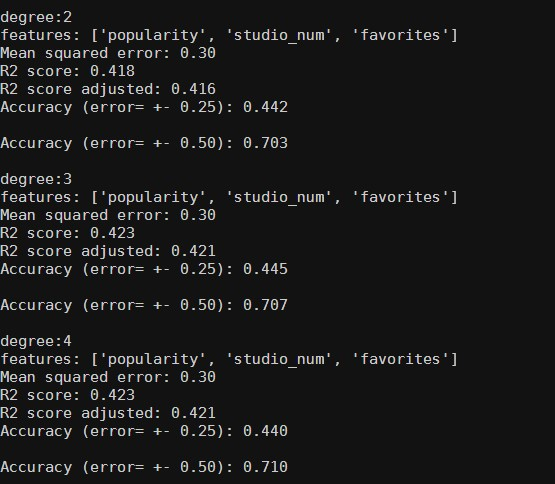 degree:2
features: ['popularity', 'studio_num', 'favorites']
Mean squared error: 0.30
R2 score: 0.418
R2 score adjusted: 0.416
Accuracy (error= +- 0.25): 0.442
Accuracy (error= +- 0.50): 0.703
degree:3
features: ['popularity', 'studio_num', 'favorites']
Mean squared error: 0.30
R2 score: 0.423
R2 score adjusted: 0.421
Accuracy (error= +- 0.25): 0.445
Accuracy (error= +- 0.50): 0.707
degree:4
features: ['popularity', 'studio_num', 'favorites']
Mean squared error: 0.30
R2 score: 0.423
R2 score adjusted: 0.421
Accuracy (error= +- 0.25): 0.440
Accuracy (error= +- 0.50): 0.710